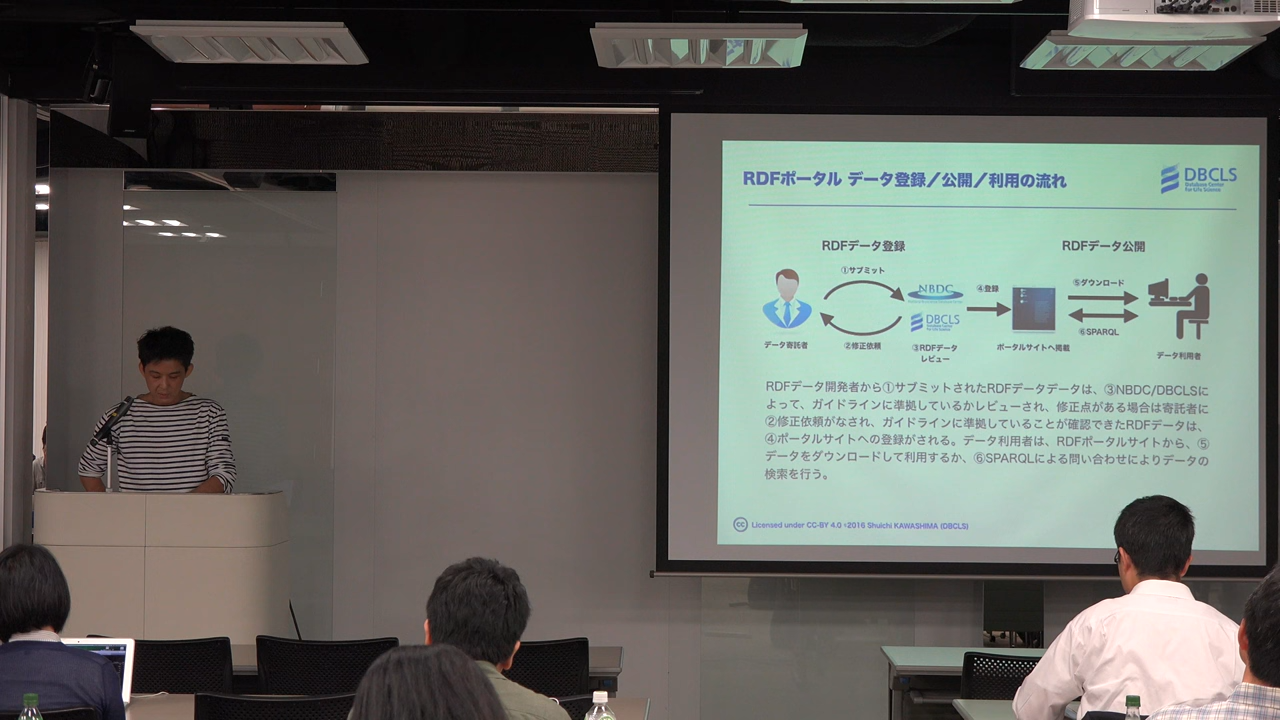 RDFポータル データ登録／公開／利用の流れ
DBCLS
Database Center
for Life Science
RDFデータ登録
RDFデータ公開
①サブミット
⑤ダウンロード
④登録
NBDC
DBCLS
⑥SPARQL
データ寄託者
②修正依頼
③RDFデータ
レビュー
ポータルサイトへ掲載
データ利用者
RDFデータ開発者から①サブミットされたRDFデータデータは、③NBDC/DBCLSに
よって、ガイドラインに準拠しているかレビューされ、修正点がある場合は寄託者に
②修正依頼がなされ、ガイドラインに準拠していることが確認できたRDFデータは、
④ポータルサイトへの登録がされる。データ利用者は、RDFポータルサイトから、⑤
データをダウンロードして利用するか、⑥SPARQLによる問い合わせによりデータの
検索を行う。
cc Licensed under CC-BY 4.0 ©2016 Shuichi KAWASHIMA (DBCLS)